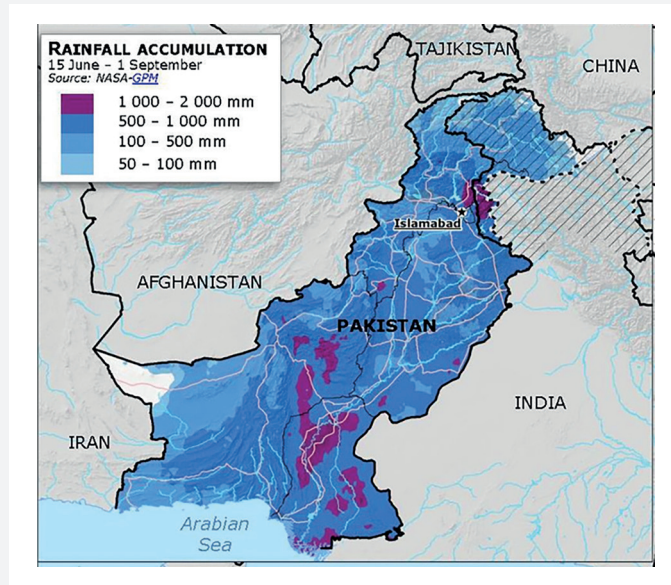 RAINFALL ACCUMULATION
15 June – 1 September
Source: NASA-GPM
1 000 – 2 000 mm
500 – 1 000 mm
100 – 500 mm
50 – 100 mm
TAJIKISTAN
CHINA
Islamabad
AFGHANISTAN
PAKISTAN
INDIA
IRAN
Arabian
Sea